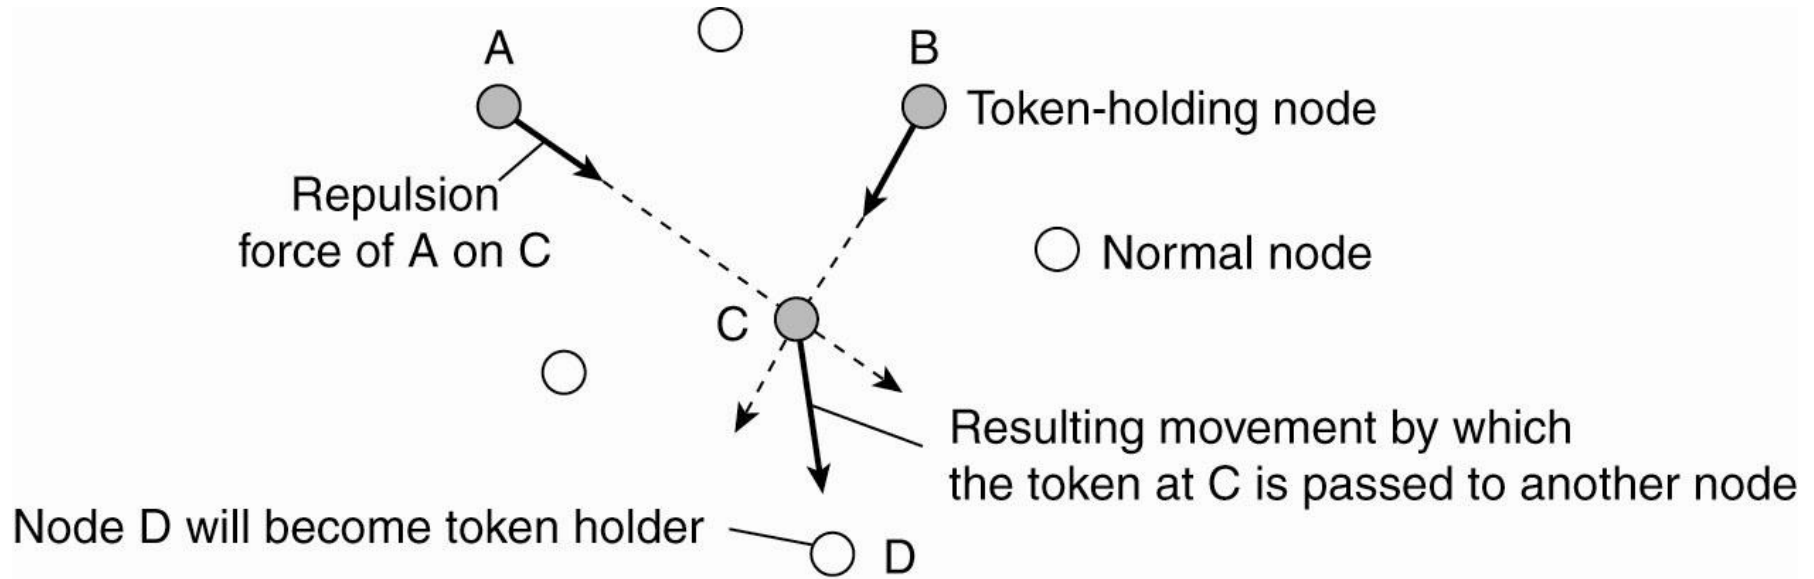 A
B
Token-holding node
Repulsion
force of A on C
Normal node
C
Resulting movement by which
the token at C is passed to another node
Node D will become token holder
D